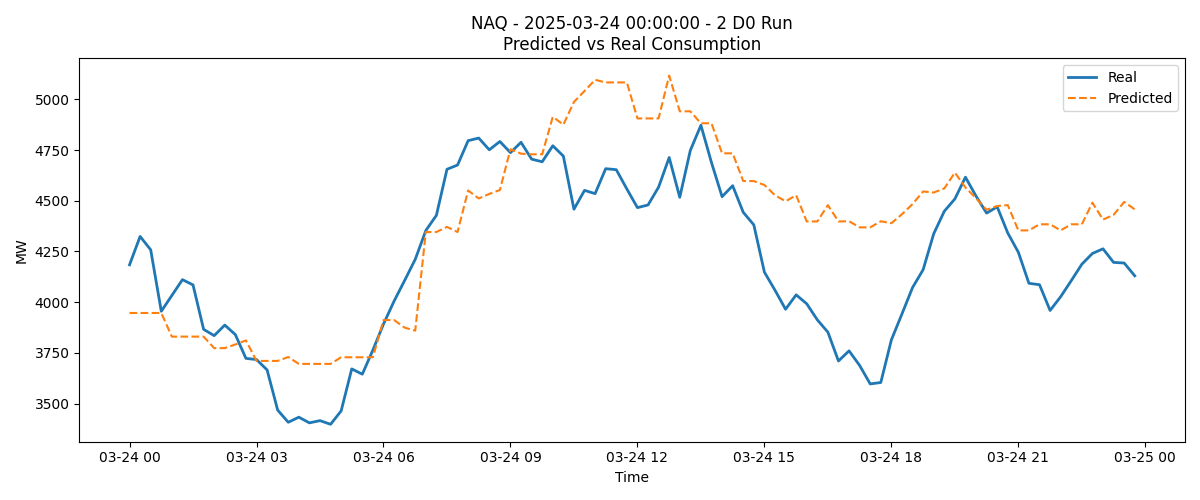 NAQ - 2025-03-24 00:00:00 - 2 D0 Run
Predicted vs Real Consumption
Real
Predicted
MW
5000
4750
4500
4250
4000
3750
3500
03-24 00
03-24 03
03-24 06
03-24 09
03-24 12
03-24 15
03-24 18
03-24 21
03-25 00
Time